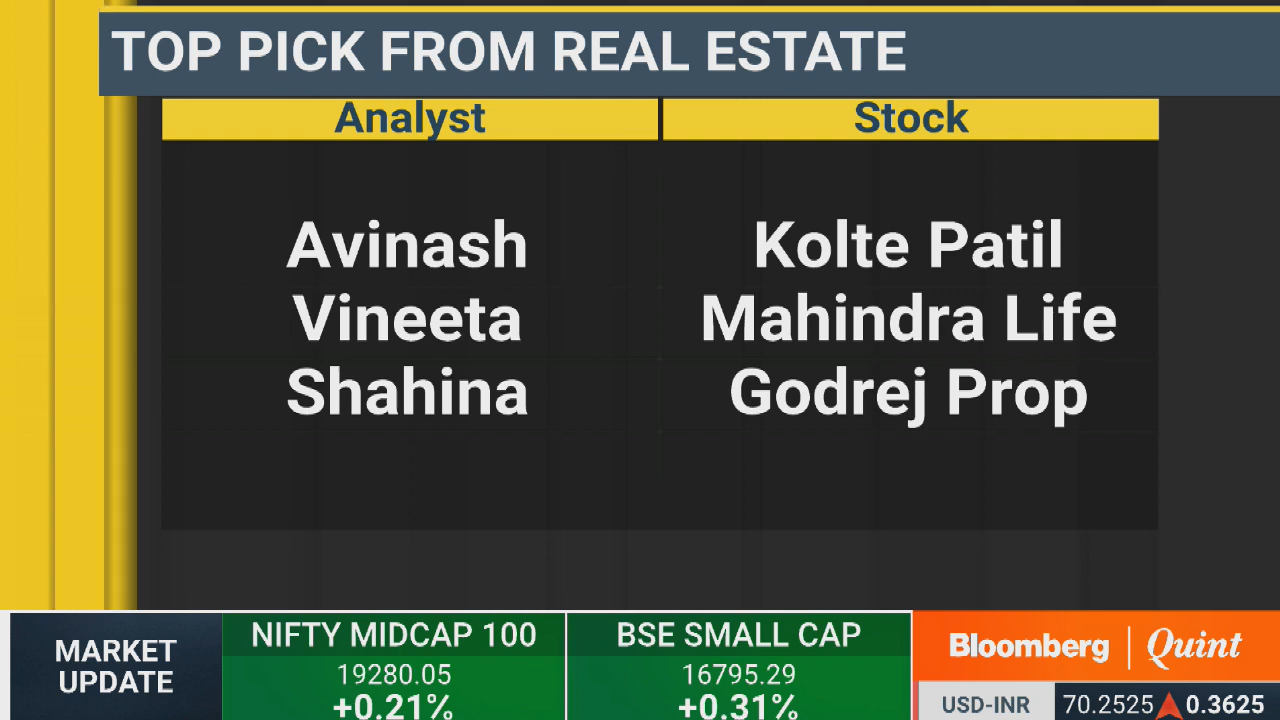 TOP PICK FROM REAL ESTATE
Analyst Stock
Avinash Kolte Patil
Vineeta Mahindra Life
Shahina Godrej Prop
MARKET UPDATE
NIFTY MIDCAP 100
19280.05
+0.21%
BSE SMALL CAP
16795.29
+0.31%
Bloomberg | Quint
USD-INR 70.2525 0.3625